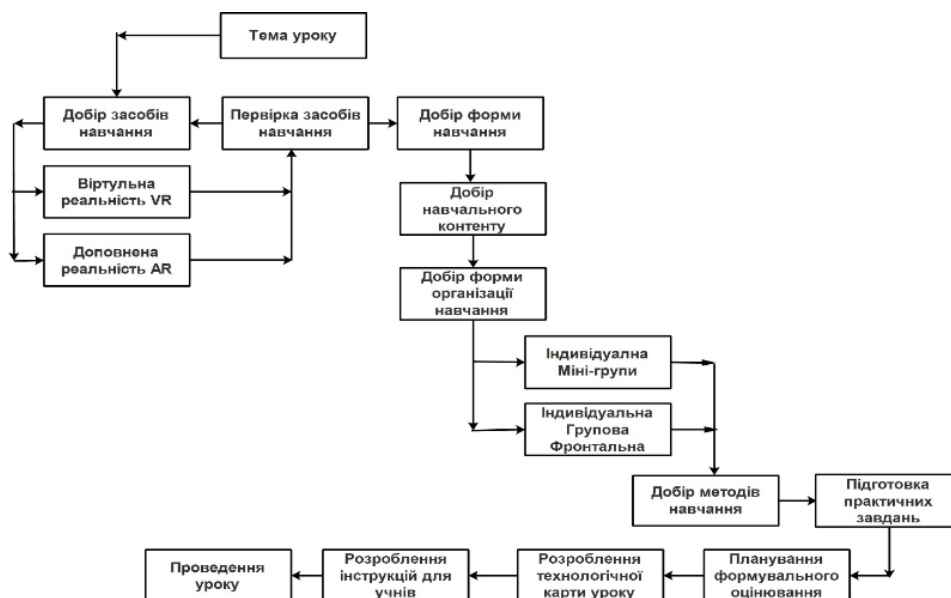 Тема уроку
Добір засобів
навчання
Первірка засобів
навчання
Добір форми
навчання
Віртульна
реальність VR
Доповнена
реальність AR
Добір
навчального
контенту
Добір форми
організації
навчання
Індивідуална
Міні-групи
Індивідуальна
Групова
Фронтальна
Добір методів
навчання
Підготовка
практичних
завдань
Проведення
уроку
Розроблення
інструкцій для
учнів
Розроблення
технологічної
карти уроку
Планування
формувального
оцінювання